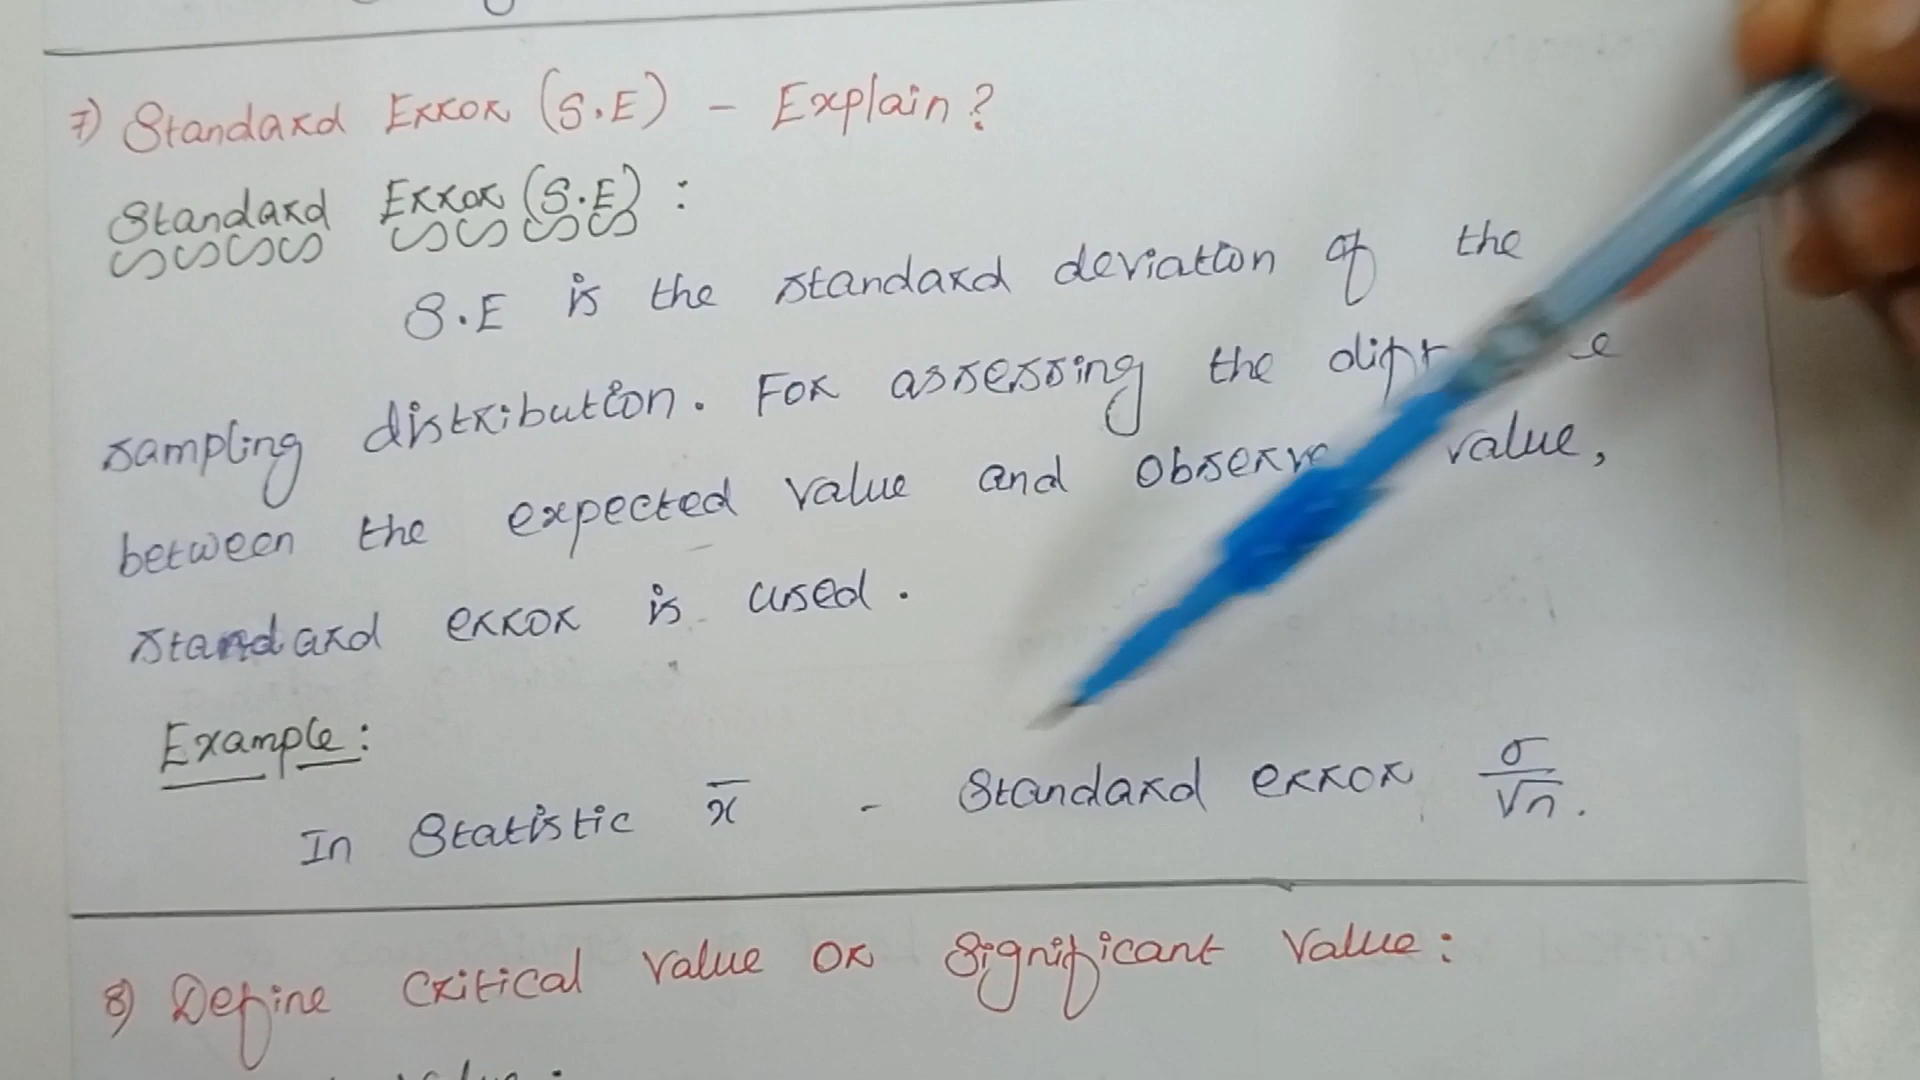 7) Standard Error (S.E) - Explain?
Standard Error (S.E) :
S.E is the standard deviation of the
sampling distribution. For assessing the
between the expected value and value,
standard error is used.
Example:
In Statistic x̄ - Standard error σ/√n.
8) Define Critical Value or Significant Value: